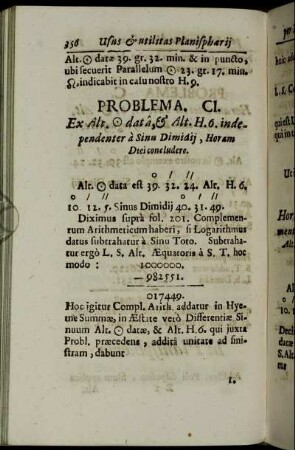 356 Usus & utilitas Planisphærij
Alt. ☉ datæ 39. gr. 32. min. & in puncto,
ubi secuerit Parallelum ☉ 23. gr. 17. min.
♌. indicabit in casu nostro H. 9.
PROBLEMA. CI.
Ex Alt. ☉ datâ, & Alt. H. 6. inde-
pendenter à Sinu Dimidij, Horam
Diei concludere.
o / //
Alt. ☉ data est 39. 32. 24. Alt. H. 6.
o / // o / //
10. 12. 5. Sinus Dimidij 40. 31. 49.
Diximus suprà fol. 201. Complemen-
tum Arithmeticum haberi, si Logarithmus
datus subtrahatur à Sinu Toto. Subtraha-
tur ergò L. S. Alt. Æquatoris à S. T. hoc
modo : 1000000.
— 982551.
017449.
Hoc igitur Compl. Arith. addatur in Hye-
me Summæ, in Æstate verò Differentiæ Si-
nuum Alt. ☉ datæ, & Alt. H. 6. qui juxta
Probl. præcedens, additâ unitate ad sini-
stram, dabunt
1.